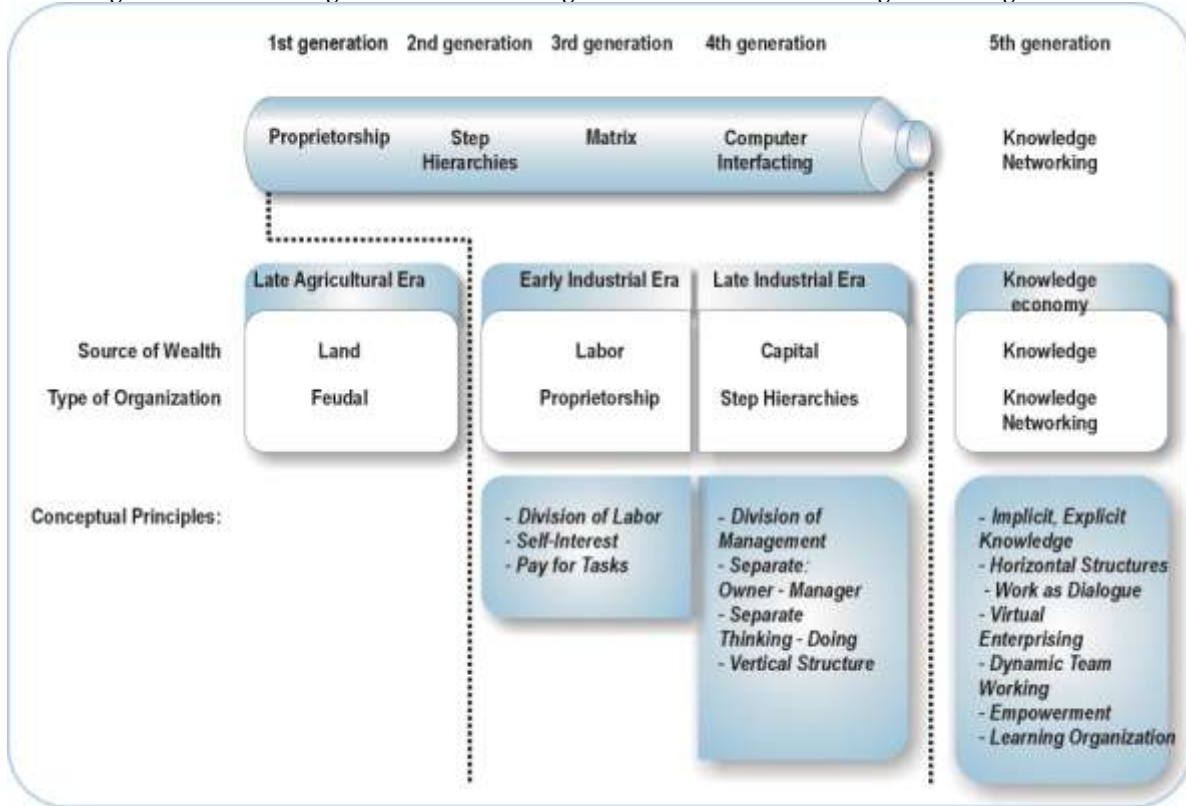 1st generation 2nd generation 3rd generation 4th generation 5th generation
Proprietorship
Step
Hierarchies
Matrix
Computer
Interfacting
Knowledge
Networking
Late Agricultural Era
Early Industrial Era
Late Industrial Era
Knowledge
economy
Source of Wealth
Land
Labor
Capital
Knowledge
Type of Organization
Feudal
Proprietorship
Step Hierarchies
Knowledge
Networking
Conceptual Principles:
- Division of Labor
- Self-Interest
- Pay for Tasks
- Division of
Management
- Separate:
Owner - Manager
- Separate
Thinking - Doing
- Vertical Structure
- Implicit, Explicit
Knowledge
- Horizontal Structures
- Work as Dialogue
- Virtual
Enterprising
- Dynamic Team
Working
- Empowerment
- Learning Organization